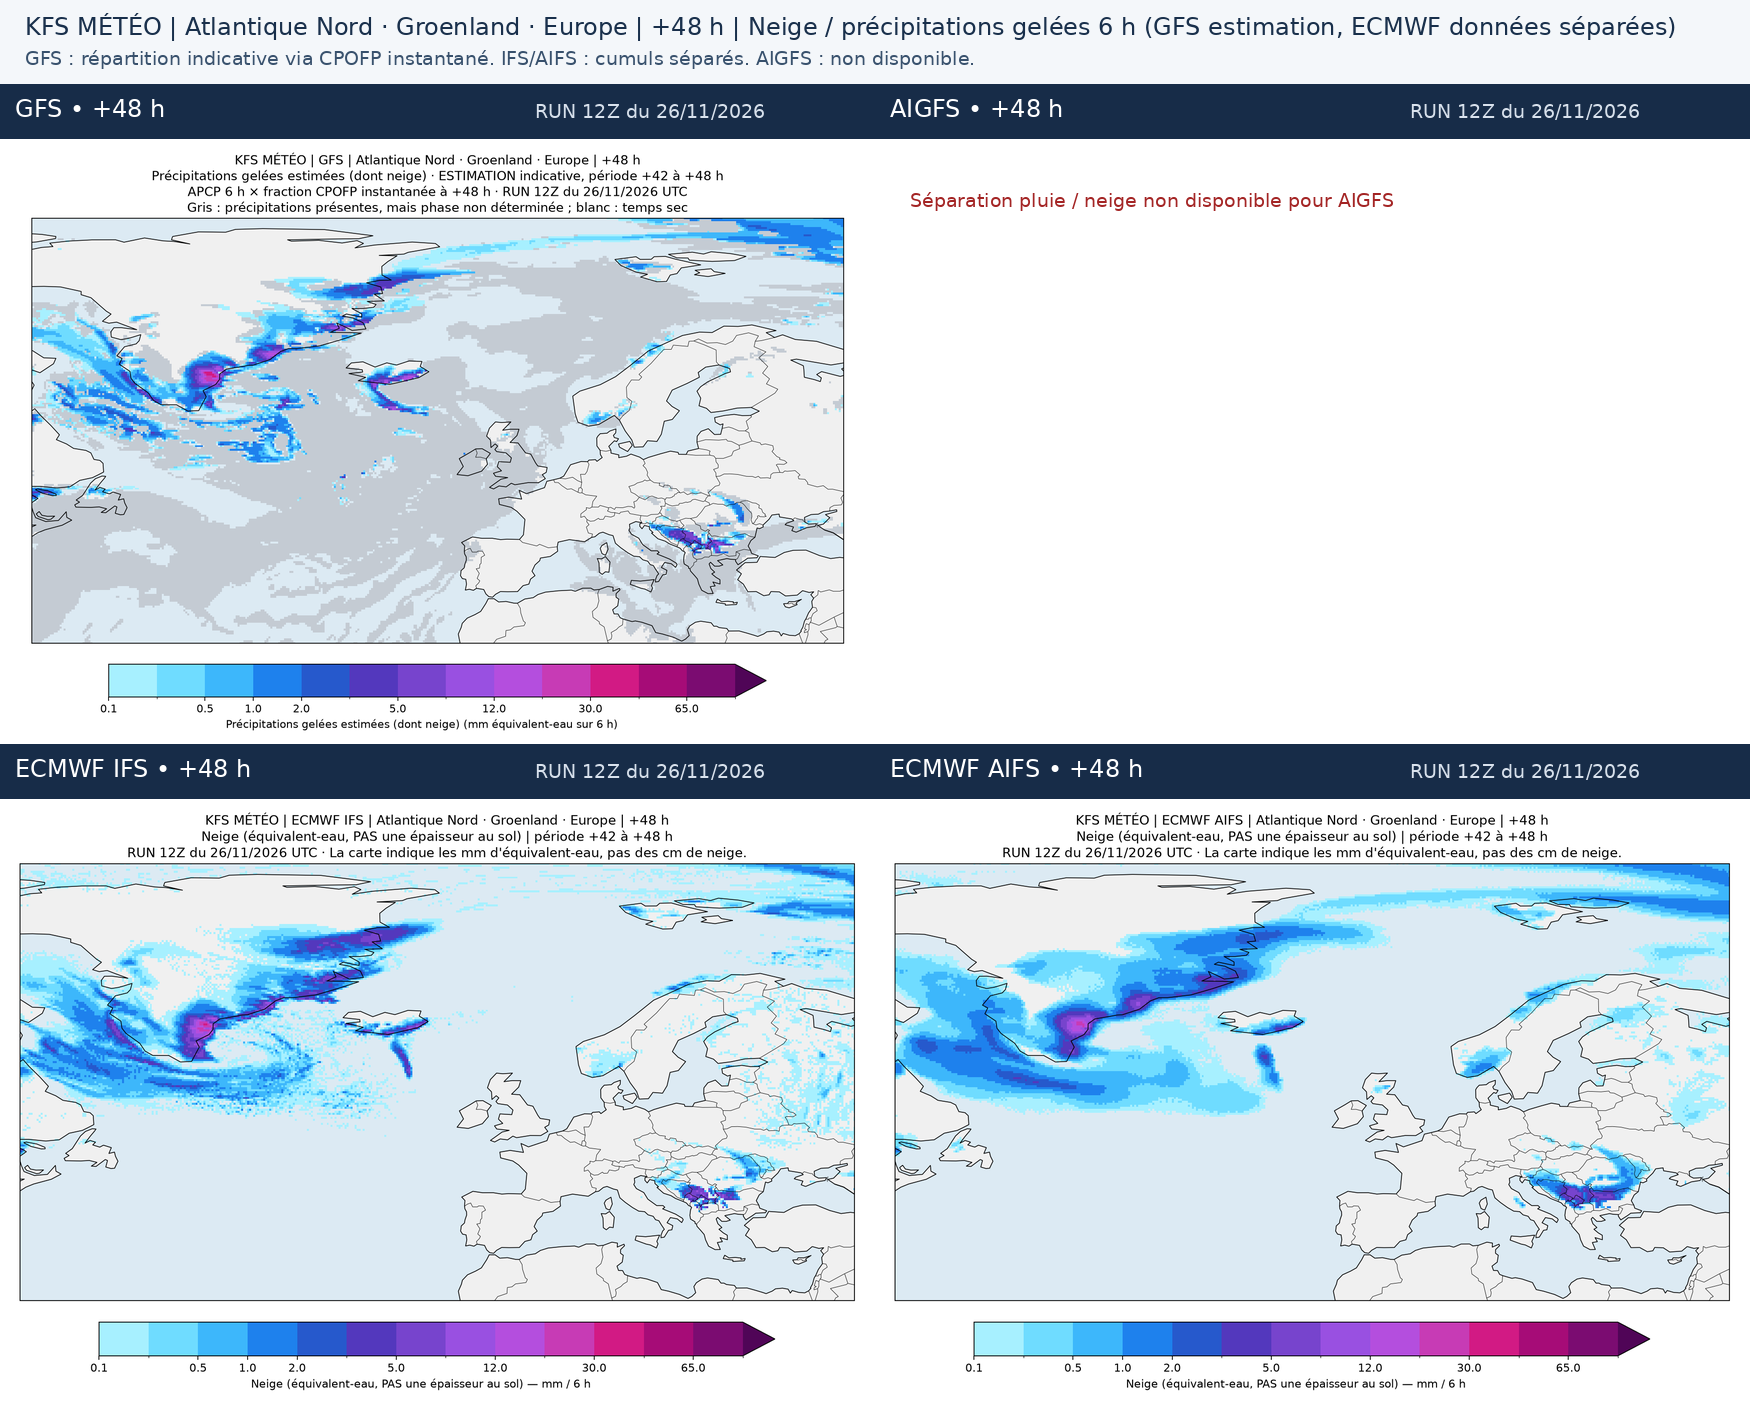 KFS MÉTÉO | Atlantique Nord · Groenland · Europe | +48 h | Neige / précipitations gelées 6 h (GFS estimation, ECMWF données séparées)
GFS : répartition indicative via CPOFP instantané. IFS/AIFS : cumuls séparés. AIGFS : non disponible.
GFS • +48 h
RUN 12Z du 26/11/2026
AIGFS • +48 h
RUN 12Z du 26/11/2026
KFS MÉTÉO | GFS | Atlantique Nord · Groenland · Europe | +48 h
Précipitations gelées estimées (dont neige) · ESTIMATION indicative, période +42 à +48 h
APCP 6 h × fraction CPOFP instantanée à +48 h · RUN 12Z du 26/11/2026 UTC
Gris : précipitations présentes, mais phase non déterminée ; blanc : temps sec
Séparation pluie / neige non disponible pour AIGFS
0.1 0.5 1.0 2.0 5.0 12.0 30.0 65.0
Précipitations gelées estimées (dont neige) (mm équivalent-eau sur 6 h)
ECMWF IFS • +48 h
RUN 12Z du 26/11/2026
ECMWF AIFS • +48 h
RUN 12Z du 26/11/2026
KFS MÉTÉO | ECMWF IFS | Atlantique Nord · Groenland · Europe | +48 h
Neige (équivalent-eau, PAS une épaisseur au sol) | période +42 à +48 h
RUN 12Z du 26/11/2026 UTC · La carte indique les mm d'équivalent-eau, pas des cm de neige.
0.1 0.5 1.0 2.0 5.0 12.0 30.0 65.0
Neige (équivalent-eau, PAS une épaisseur au sol) — mm / 6 h
KFS MÉTÉO | ECMWF AIFS | Atlantique Nord · Groenland · Europe | +48 h
Neige (équivalent-eau, PAS une épaisseur au sol) | période +42 à +48 h
RUN 12Z du 26/11/2026 UTC · La carte indique les mm d'équivalent-eau, pas des cm de neige.
0.1 0.5 1.0 2.0 5.0 12.0 30.0 65.0
Neige (équivalent-eau, PAS une épaisseur au sol) — mm / 6 h